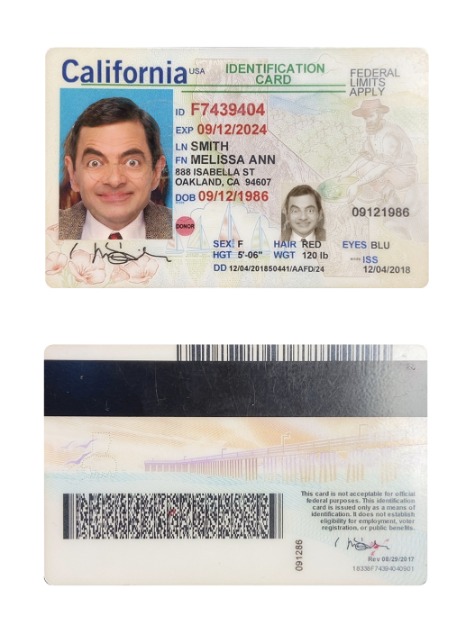 California USA IDENTIFICATION CARD
FEDERAL LIMITS APPLY
ID F7439404
EXP 09/12/2024
LN SMITH
FN MELISSA ANN
888 ISABELLA ST
OAKLAND, CA 94607
DOB 09/12/1986
09121986
DONOR
SEX F HAIR RED EYES BLU
HGT 5'-06" WGT 120 lb ISS
DD 12/04/201850441/AAFD/24 12/04/2018
This card is not acceptable for official
federal purposes. This identification
card is issued only as a means of
identification. It does not establish
eligibility for employment, voter
registration, or public benefits.
091286
Rev 08/29/2017